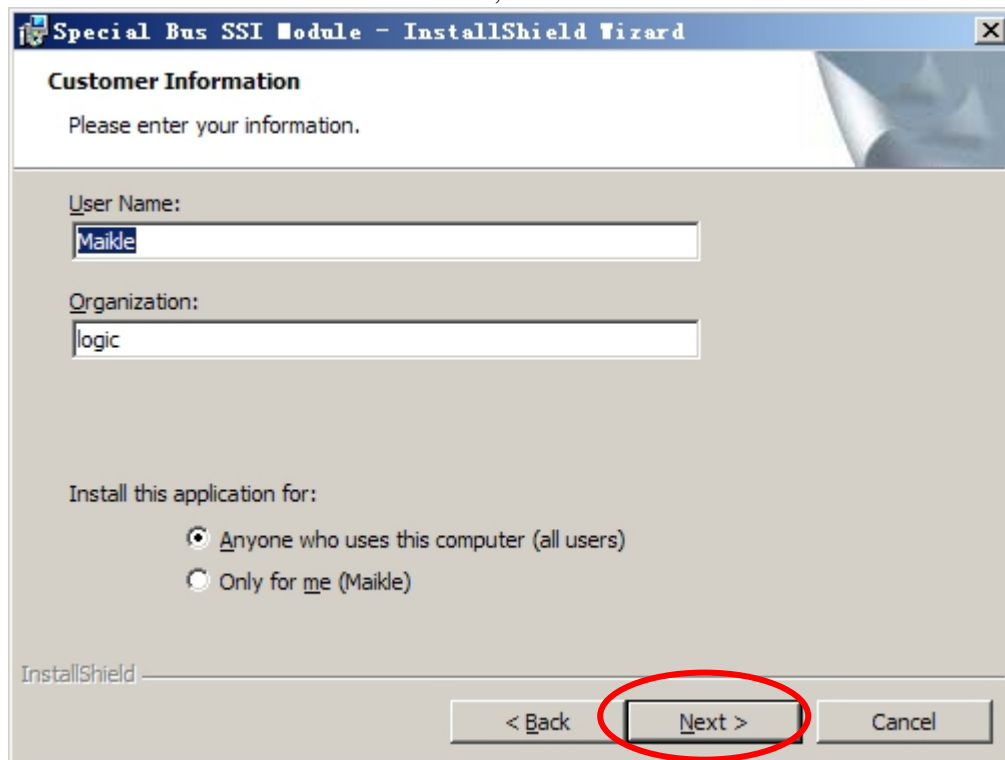 Special Bus SSI Module - InstallShield Wizard
Customer Information
Please enter your information.
User Name:
Maikle
Organization:
logic
Install this application for:
Anyone who uses this computer (all users)
Only for me (Maikle)
InstallShield
< Back Next > Cancel